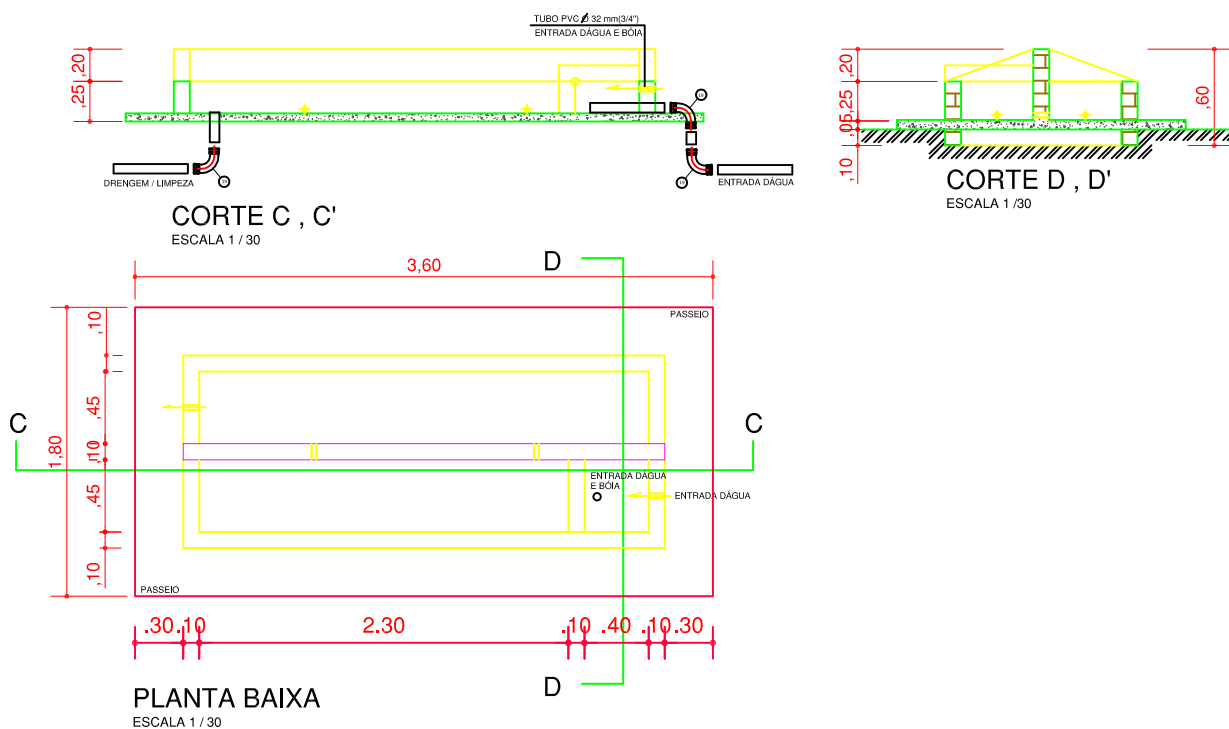 TUBO PVC Ø 32 mm(3/4")
ENTRADA DÁGUA E BÓIA
,20
,25
19
DRENGEM / LIMPEZA
19
19
ENTRADA DÁGUA
CORTE C , C'
ESCALA 1 / 30
,20
,25
,05
,10
,60
CORTE D , D'
ESCALA 1 /30
D
3,60
PASSEIO
,10
,45
,10
,45
,10
1,80
C
C
ENTRADA DÁGUA
E BÓIA
ENTRADA DÁGUA
PASSEIO
.30 .10 2.30 .10 .40 .10 .30
D
PLANTA BAIXA
ESCALA 1 / 30